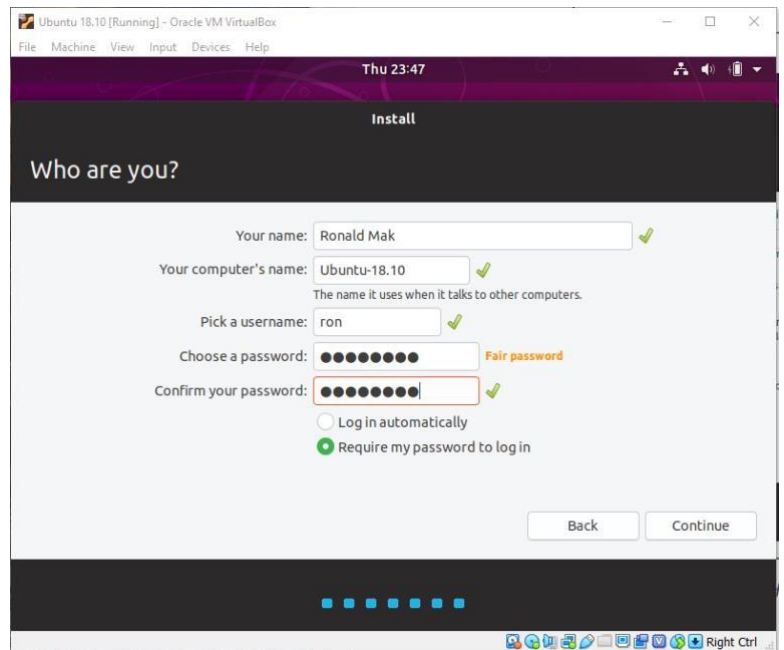 Ubuntu 18.10 [Running] - Oracle VM VirtualBox
File Machine View Input Devices Help
Thu 23:47
Install
Who are you?
Your name: Ronald Mak
Your computer's name: Ubuntu-18.10
The name it uses when it talks to other computers.
Pick a username: ron
Choose a password: ●●●●●●●● Fair password
Confirm your password: ●●●●●●●●
Log in automatically
Require my password to log in
Back Continue
Right Ctrl